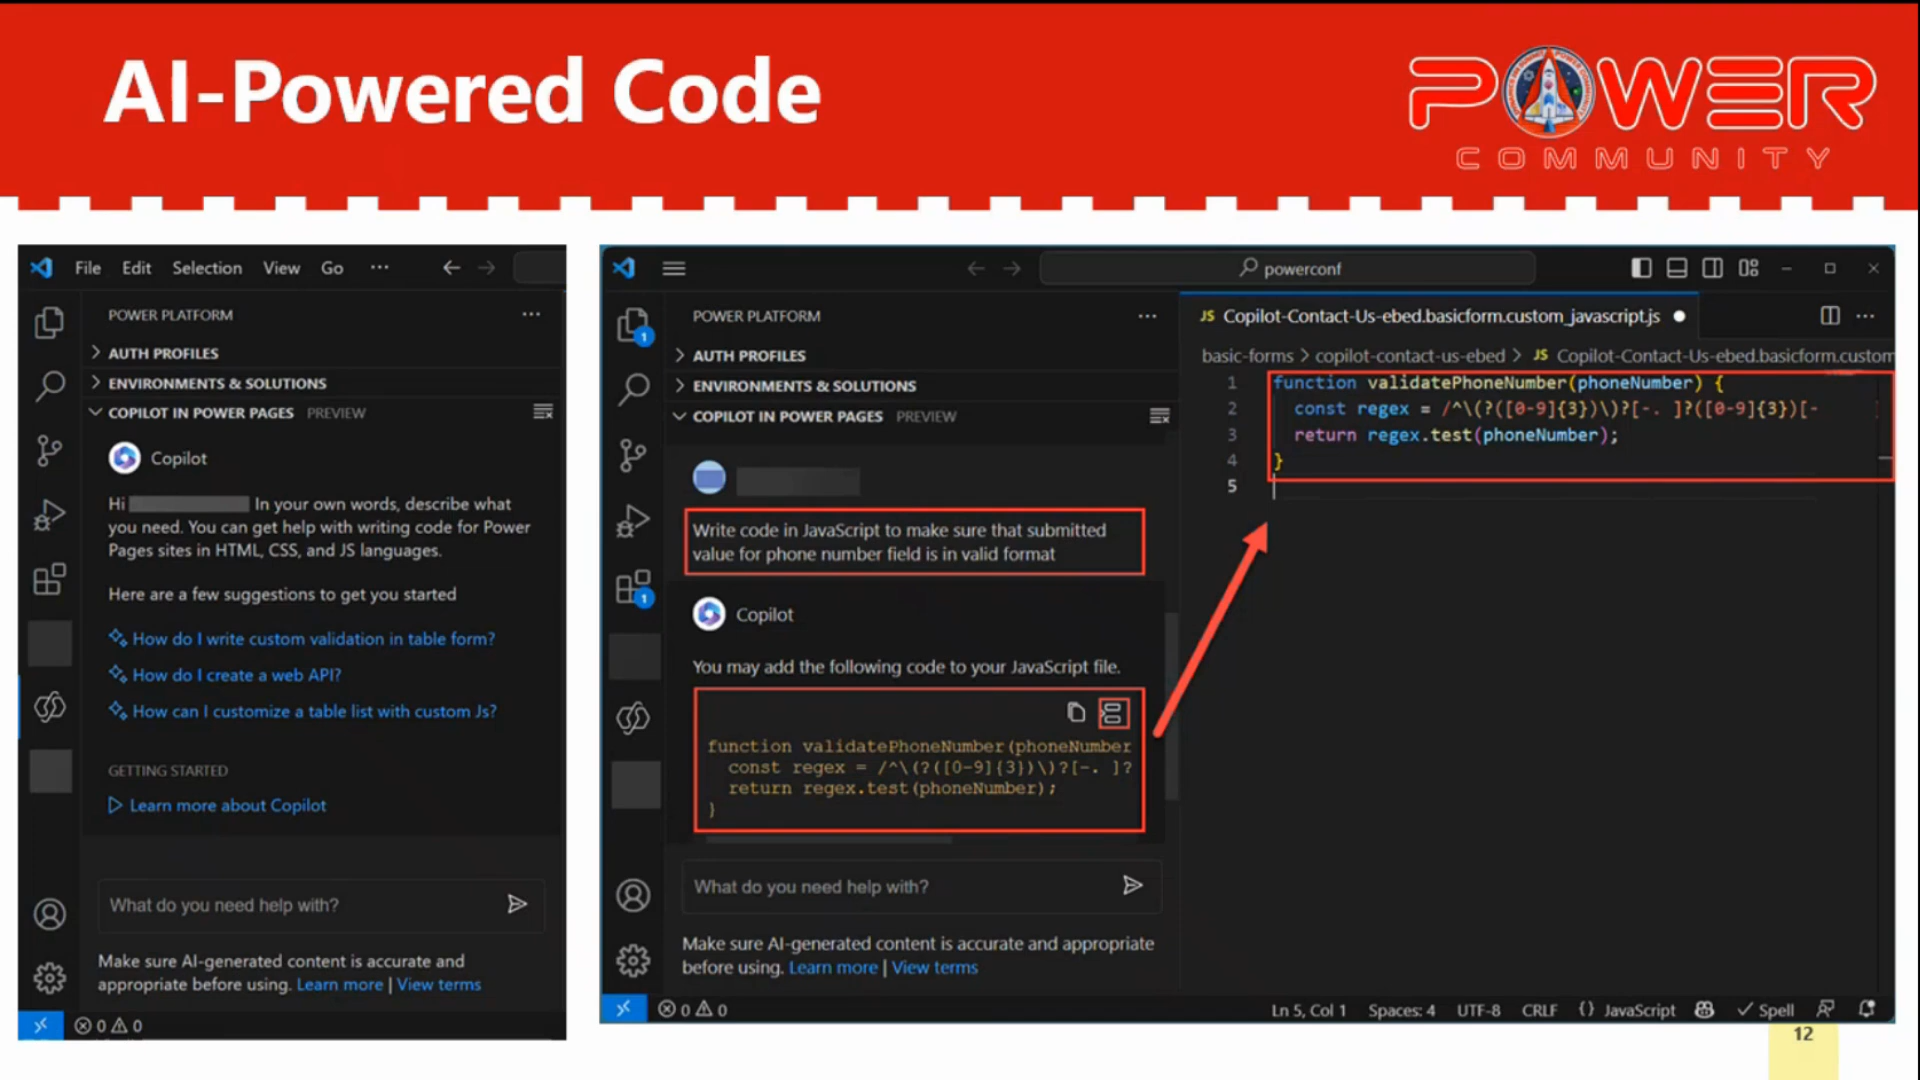 AI-Powered Code
POWER
COMMUNITY
File Edit Selection View Go ···
POWER PLATFORM ···
AUTH PROFILES
ENVIRONMENTS & SOLUTIONS
COPILOT IN POWER PAGES PREVIEW
Copilot
Hi In your own words, describe what
you need. You can get help with writing code for Power
Pages sites in HTML, CSS, and JS languages.
Here are a few suggestions to get you started
How do I write custom validation in table form?
How do I create a web API?
How can I customize a table list with custom Js?
GETTING STARTED
Learn more about Copilot
What do you need help with?
Make sure AI-generated content is accurate and
appropriate before using. Learn more | View terms
0 0
powerconf
POWER PLATFORM ···
AUTH PROFILES
ENVIRONMENTS & SOLUTIONS
COPILOT IN POWER PAGES PREVIEW
1
1
Write code in JavaScript to make sure that submitted
value for phone number field is in valid format
Copilot
You may add the following code to your JavaScript file.
function validatePhoneNumber(phoneNumber
const regex = /^\(?([0-9]{3})\)?[-. ]?
return regex.test(phoneNumber);
}
What do you need help with?
Make sure AI-generated content is accurate and appropriate
before using. Learn more | View terms
JS Copilot-Contact-Us-ebed.basicform.custom_javascript.js
basic-forms > copilot-contact-us-ebed > JS Copilot-Contact-Us-ebed.basicform.custom
1 function validatePhoneNumber(phoneNumber) {
2 const regex = /^\(?([0-9]{3})\)?[-. ]?([0-9]{3})[-
3 return regex.test(phoneNumber);
4 }
5
0 0 Ln 5, Col 1 Spaces: 4 UTF-8 CRLF {} JavaScript Spell
12